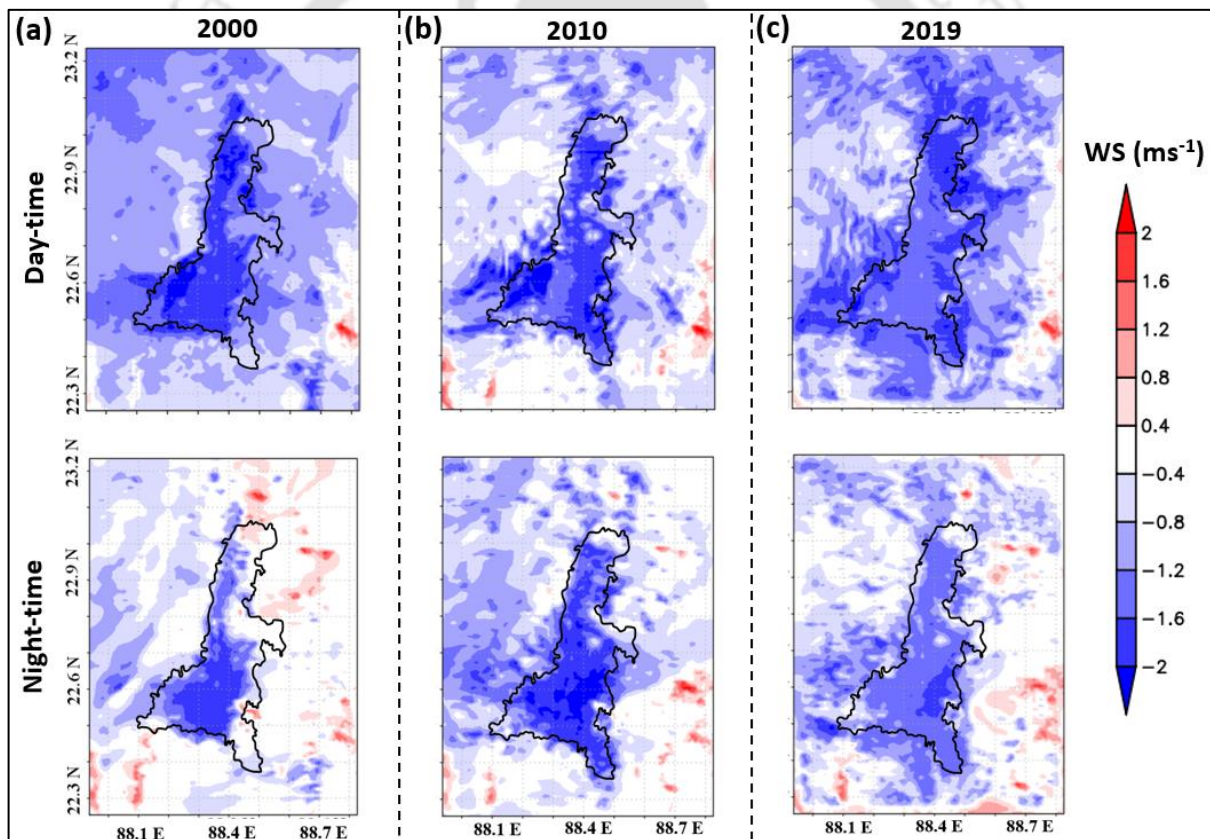 (a) 2000
(b) 2010
(c) 2019
Day-time
23.2 N
22.9 N
22.6 N
22.3 N
WS (ms⁻¹)
2
1.6
1.2
0.8
0.4
−0.4
−0.8
−1.2
−1.6
−2
Night-time
23.2 N
22.9 N
22.6 N
22.3 N
88.1 E 88.4 E 88.7 E
88.1 E 88.4 E 88.7 E
88.1 E 88.4 E 88.7 E